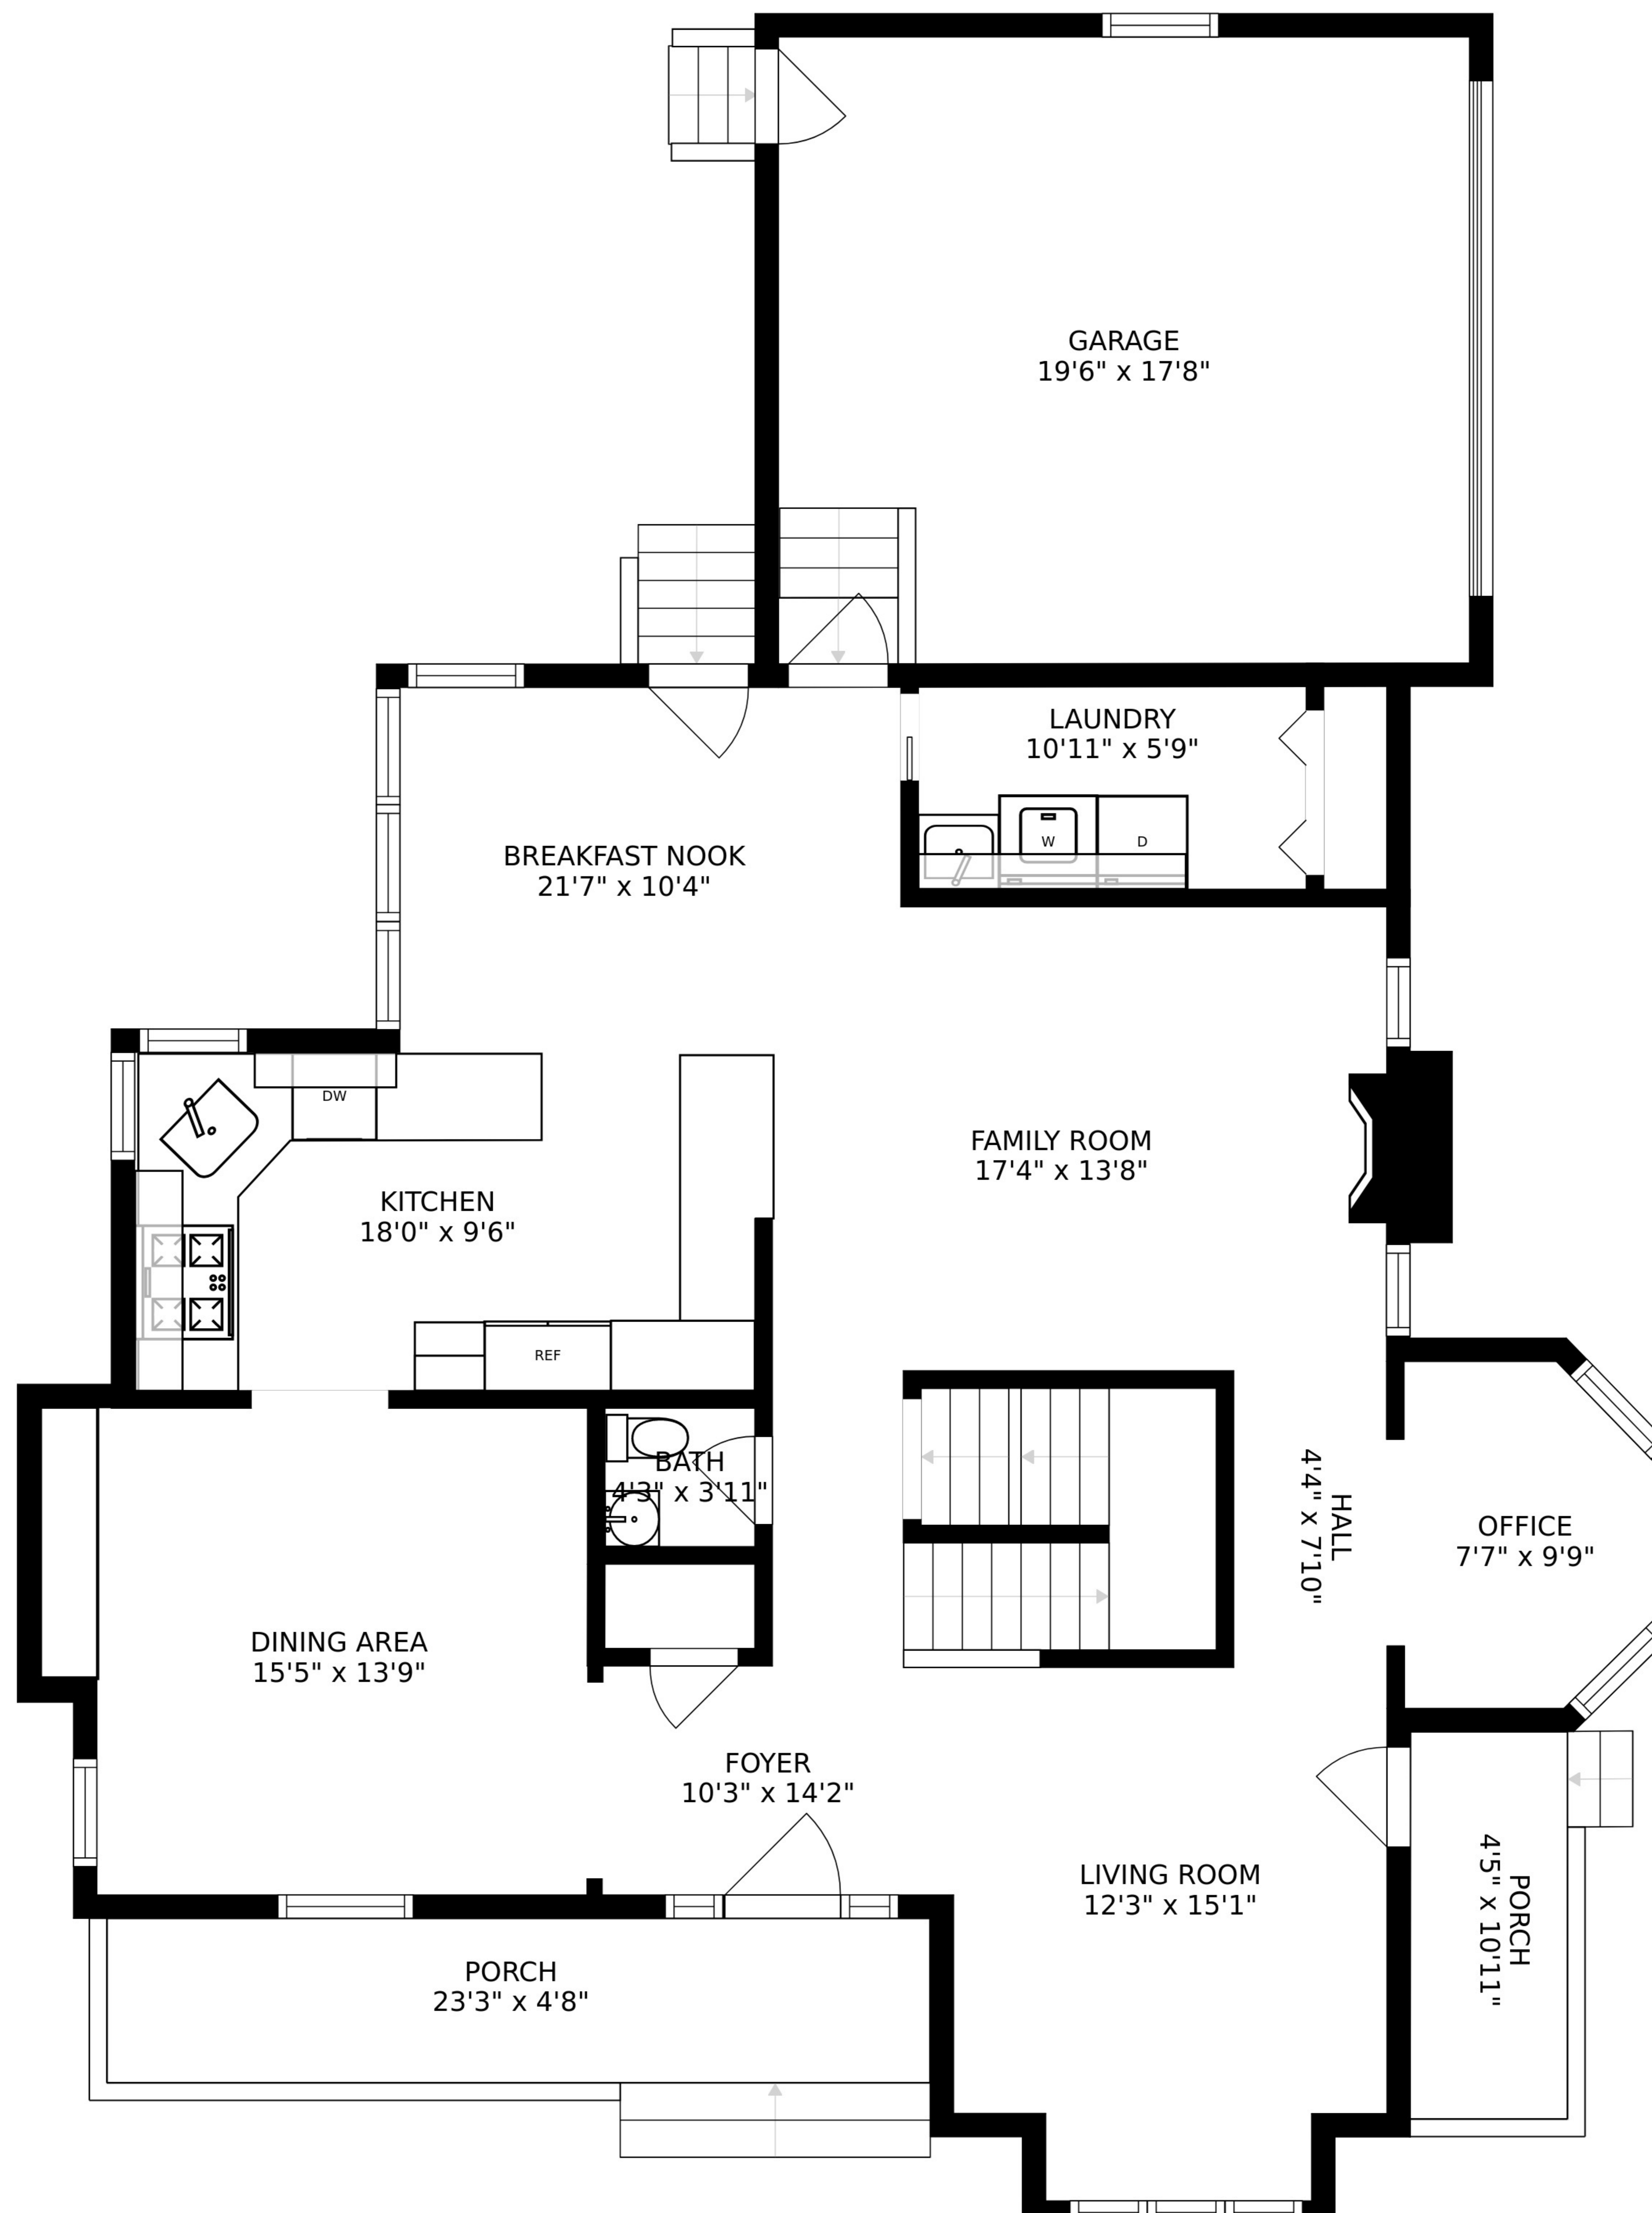 GARAGE
19'6" x 17'8"
LAUNDRY
10'11" x 5'9"
W
D
BREAKFAST NOOK
21'7" x 10'4"
DW
FAMILY ROOM
17'4" x 13'8"
KITCHEN
18'0" x 9'6"
REF
BATH
4'3" x 3'11"
HALL
4'4" x 7'10"
OFFICE
7'7" x 9'9"
DINING AREA
15'5" x 13'9"
FOYER
10'3" x 14'2"
LIVING ROOM
12'3" x 15'1"
PORCH
4'5" x 10'11"
PORCH
23'3" x 4'8"